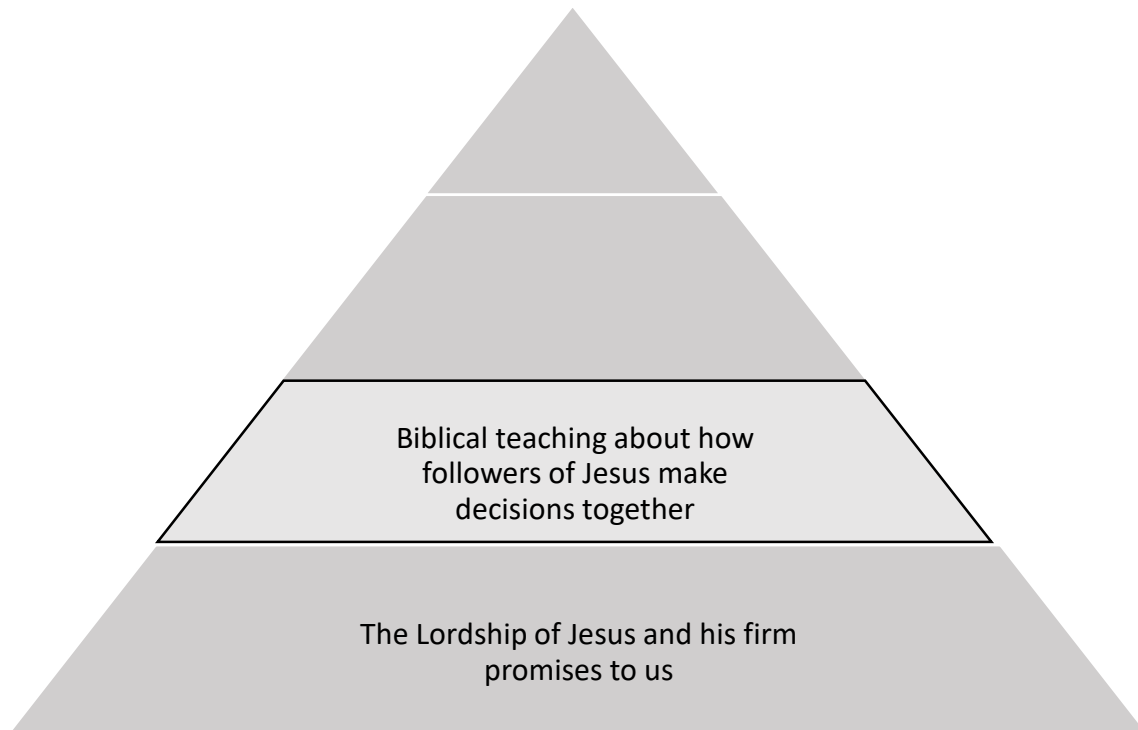 Biblical teaching about how
followers of Jesus make
decisions together
The Lordship of Jesus and his firm
promises to us